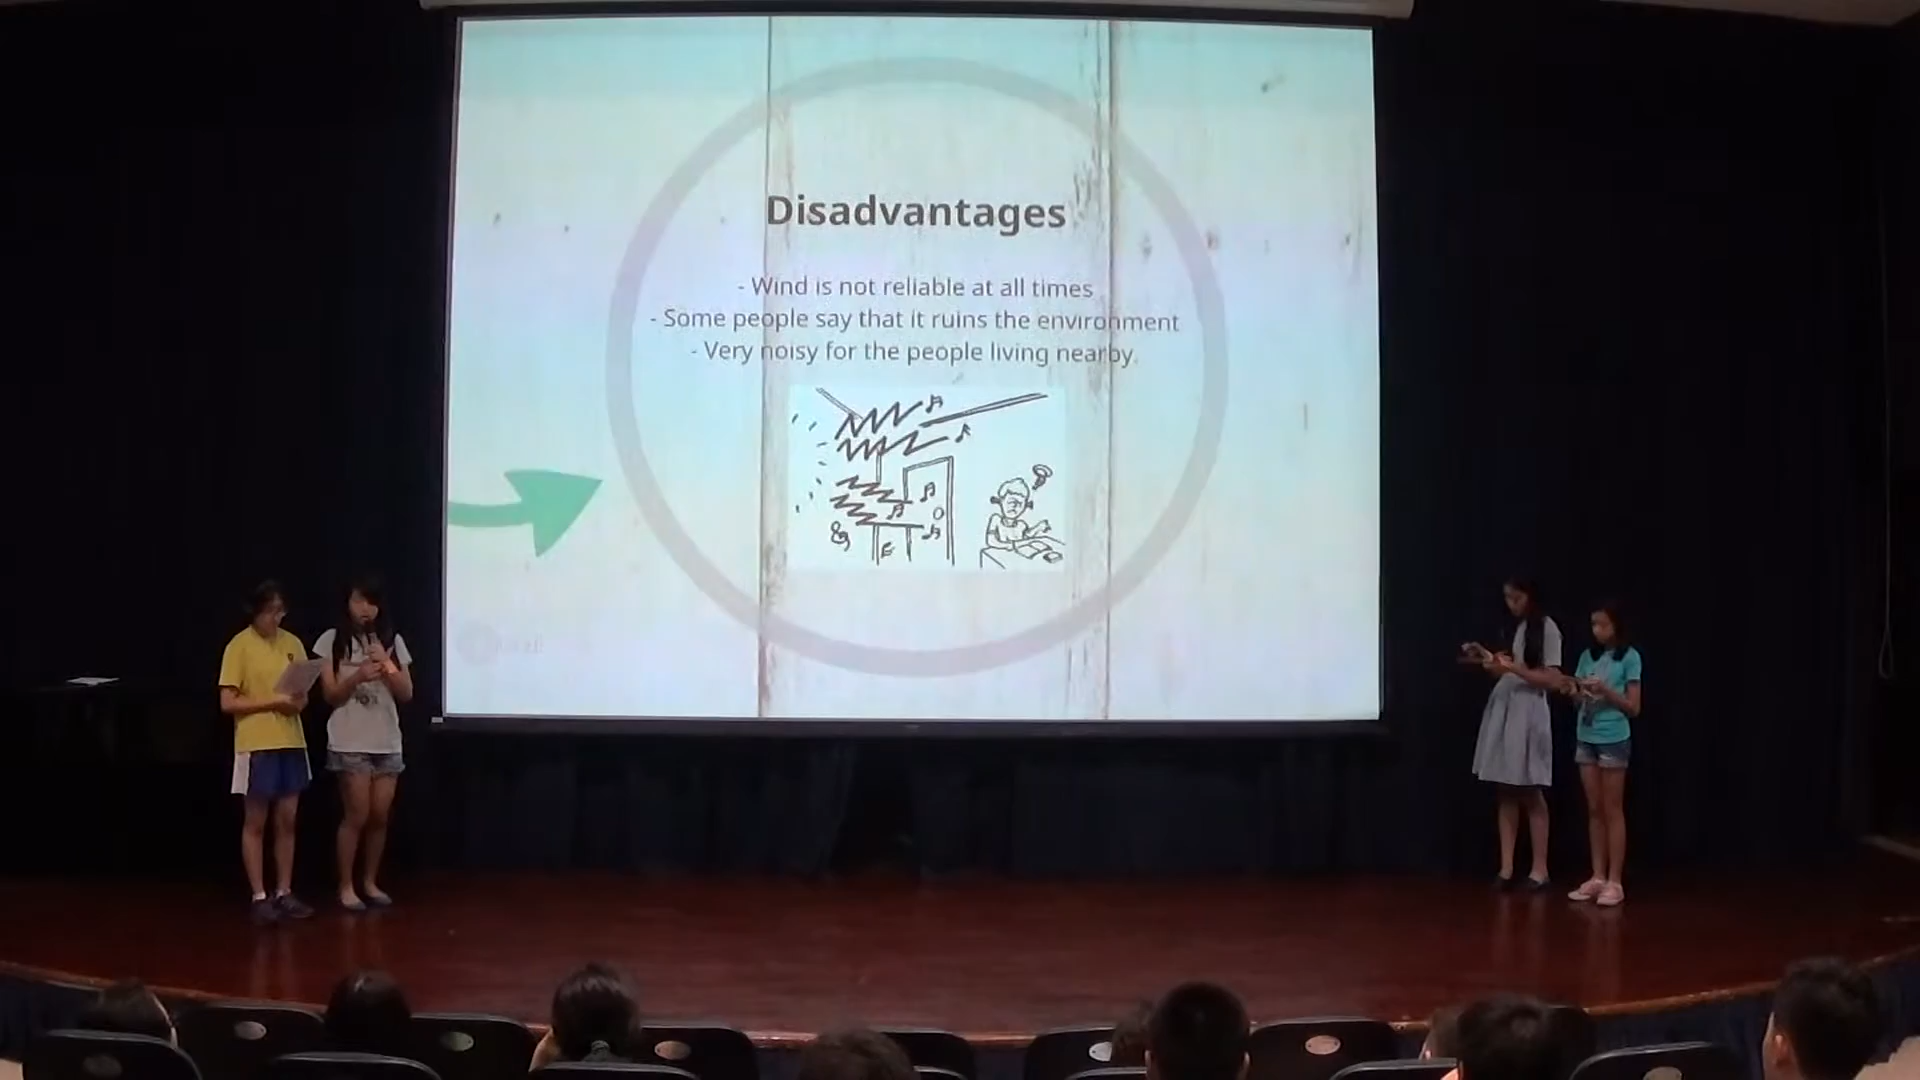 Disadvantages
- Wind is not reliable at all times
- Some people say that it ruins the environment
- Very noisy for the people living nearby.